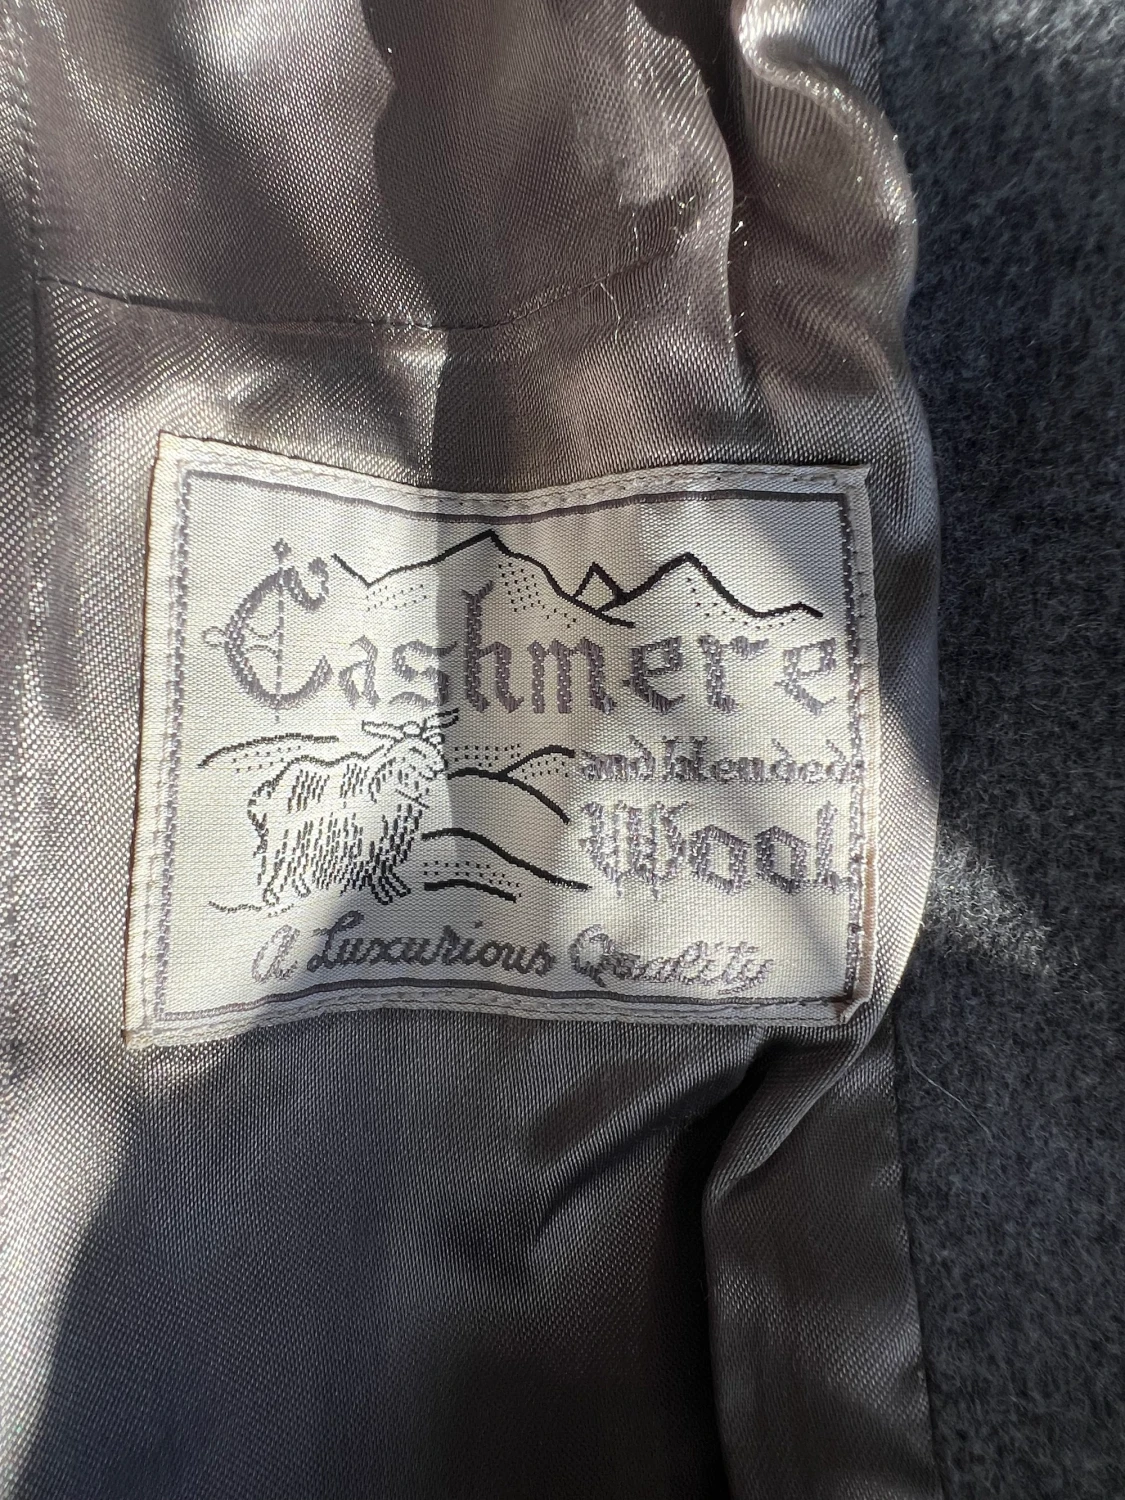 Cashmere
and blended
Wool
A Luxurious Quality